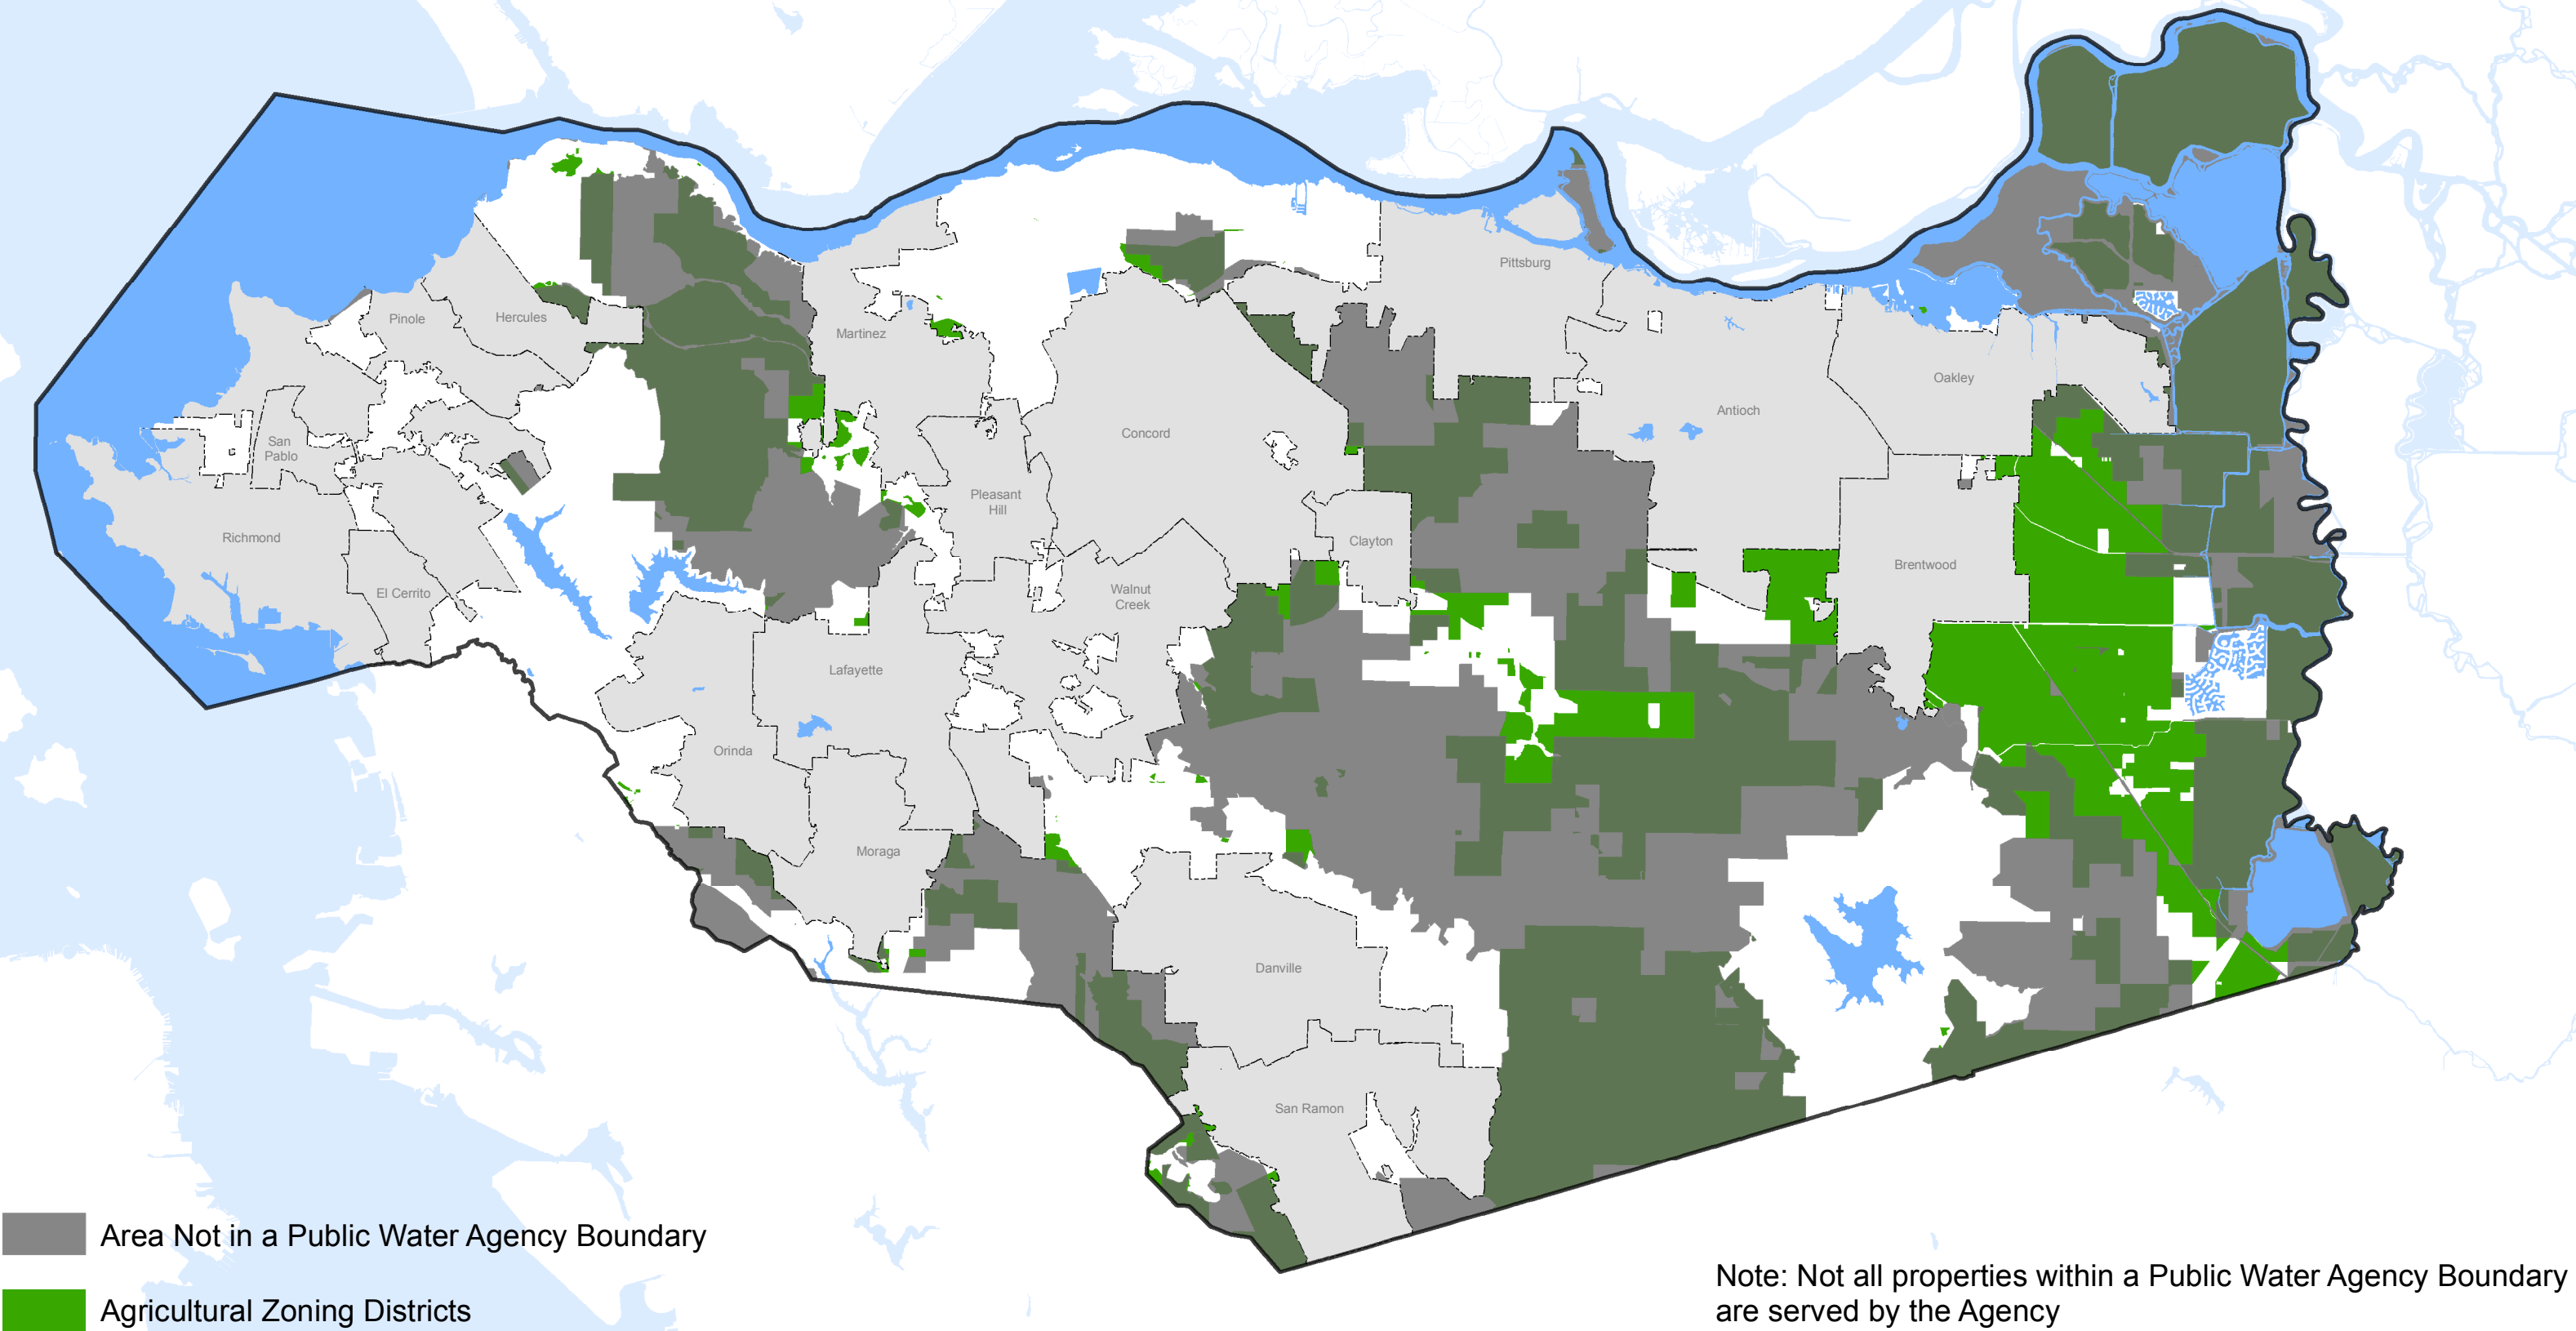 Pittsburg
Pinole
Hercules
Martinez
Oakley
Antioch
Concord
San
Pablo
Pleasant
Hill
Richmond
Clayton
Brentwood
El Cerrito
Walnut
Creek
Lafayette
Orinda
Moraga
Danville
San Ramon
Area Not in a Public Water Agency Boundary
Agricultural Zoning Districts
Note: Not all properties within a Public Water Agency Boundary
are served by the Agency